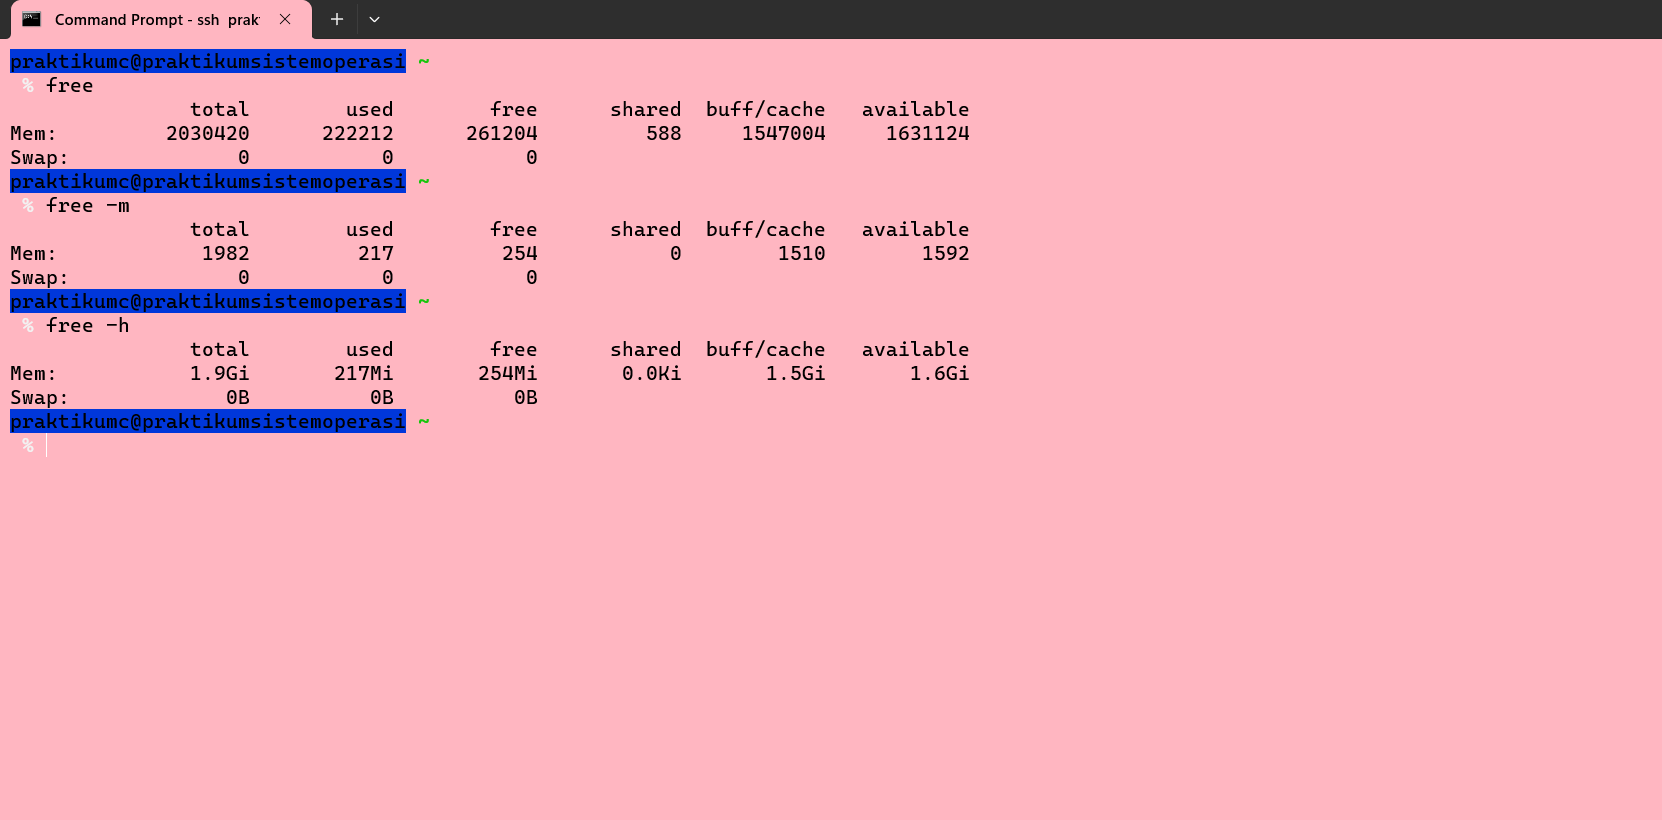 Command Prompt - ssh prak
praktikumc@praktikumsistemoperasi ~
% free
total used free shared buff/cache available
Mem: 2030420 222212 261204 588 1547004 1631124
Swap: 0 0 0
praktikumc@praktikumsistemoperasi ~
% free -m
total used free shared buff/cache available
Mem: 1982 217 254 0 1510 1592
Swap: 0 0 0
praktikumc@praktikumsistemoperasi ~
% free -h
total used free shared buff/cache available
Mem: 1.9Gi 217Mi 254Mi 0.0Ki 1.5Gi 1.6Gi
Swap: 0B 0B 0B
praktikumc@praktikumsistemoperasi ~
%